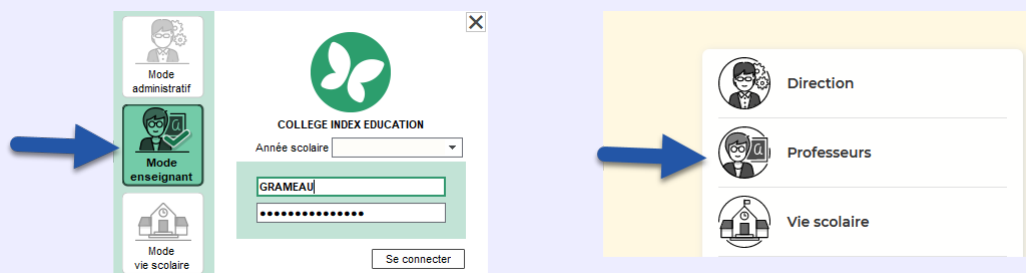 Mode
administratif
Mode
enseignant
Mode
vie scolaire
COLLEGE INDEX EDUCATION
Année scolaire
GRAMEAU
•••••••••••••••
Se connecter
Direction
Professeurs
Vie scolaire